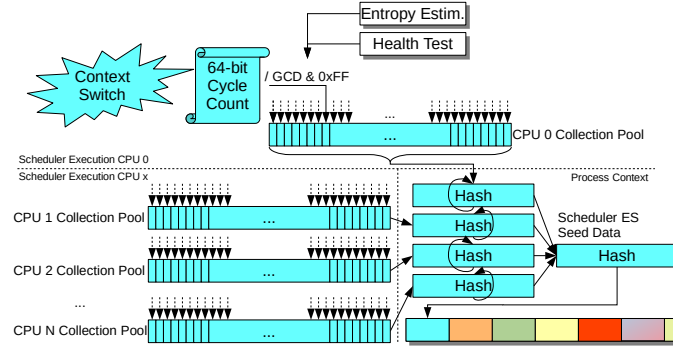 Entropy Estim.
Health Test
Context
Switch
64-bit
Cycle
Count
/ GCD & 0xFF
...
...
CPU 0 Collection Pool
Scheduler Execution CPU 0
Scheduler Execution CPU x
Process Context
Hash
CPU 1 Collection Pool
...
Hash
Scheduler ES
Seed Data
CPU 2 Collection Pool
...
Hash
Hash
Hash
...
CPU N Collection Pool
...